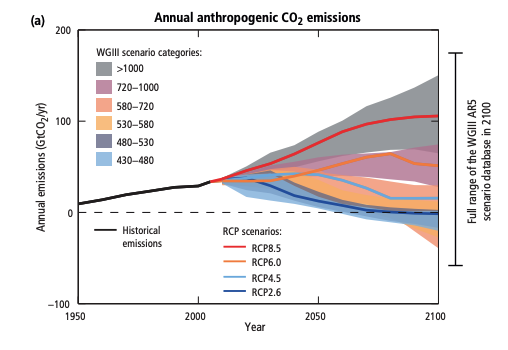 (a)
Annual anthropogenic CO₂ emissions
200
100
0
−100
Annual emissions (GtCO₂/yr)
WGIII scenario categories:
>1000
720–1000
580–720
530–580
480–530
430–480
Historical
emissions
RCP scenarios:
RCP8.5
RCP6.0
RCP4.5
RCP2.6
1950
2000
2050
2100
Year
Full range of the WGIII AR5
scenario database in 2100